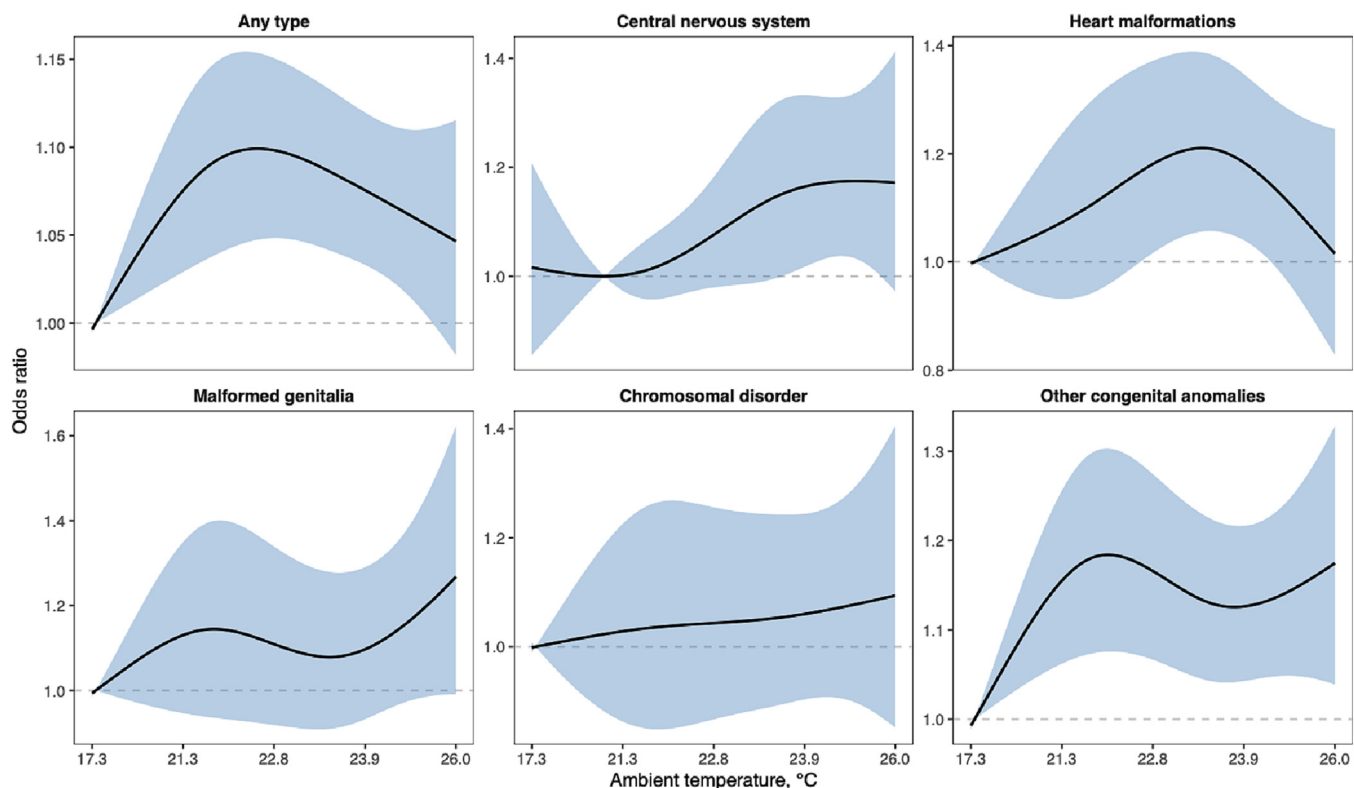 Any type
Central nervous system
Heart malformations
1.15
1.10
1.05
1.00
1.4
1.2
1.0
1.4
1.2
1.0
0.8
Odds ratio
Malformed genitalia
Chromosomal disorder
Other congenital anomalies
1.6
1.4
1.2
1.0
1.4
1.2
1.0
1.3
1.2
1.1
1.0
17.3 21.3 22.8 23.9 26.0
17.3 21.3 22.8 23.9 26.0
17.3 21.3 22.8 23.9 26.0
Ambient temperature, °C